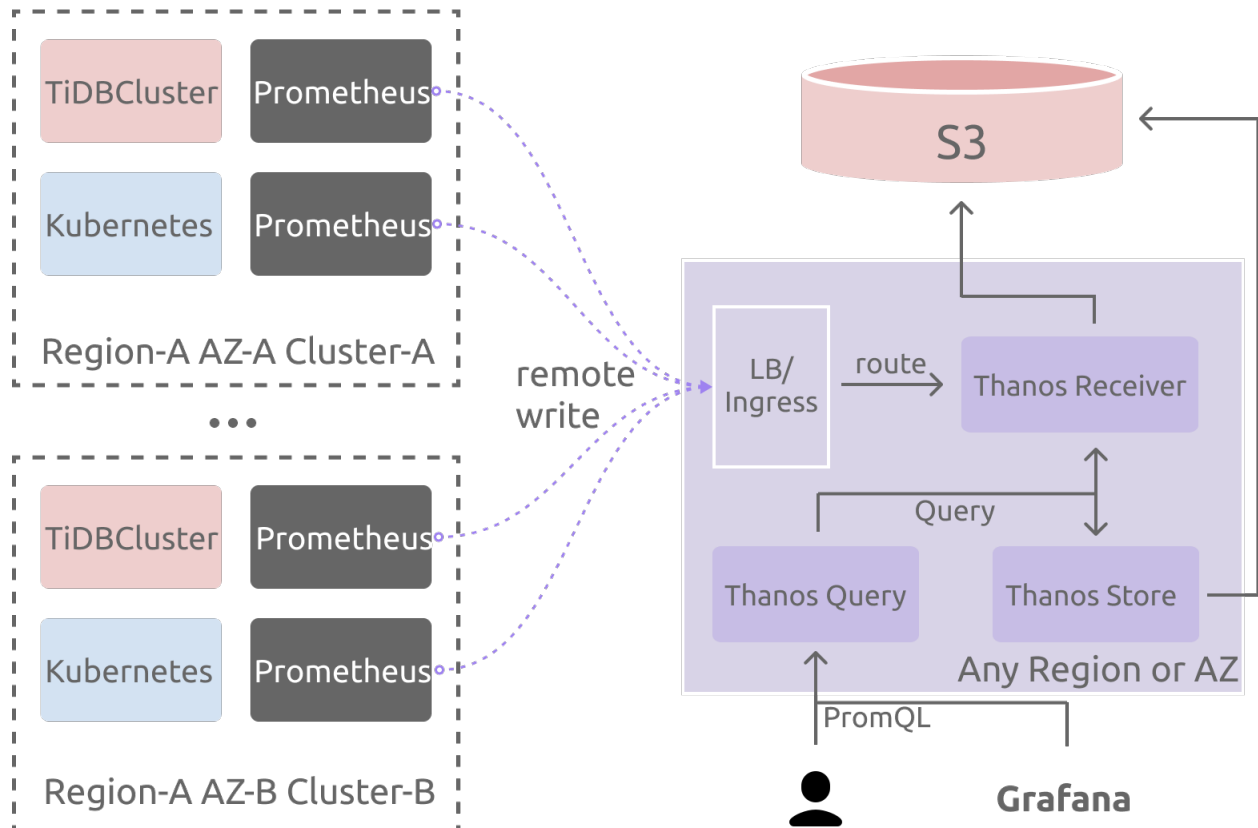 TiDBCluster
Prometheus
Kubernetes
Prometheus
Region-A AZ-A Cluster-A
...
TiDBCluster
Prometheus
Kubernetes
Prometheus
Region-A AZ-B Cluster-B
remote
write
S3
LB/
Ingress
route
Thanos Receiver
Query
Thanos Query
Thanos Store
Any Region or AZ
PromQL
Grafana